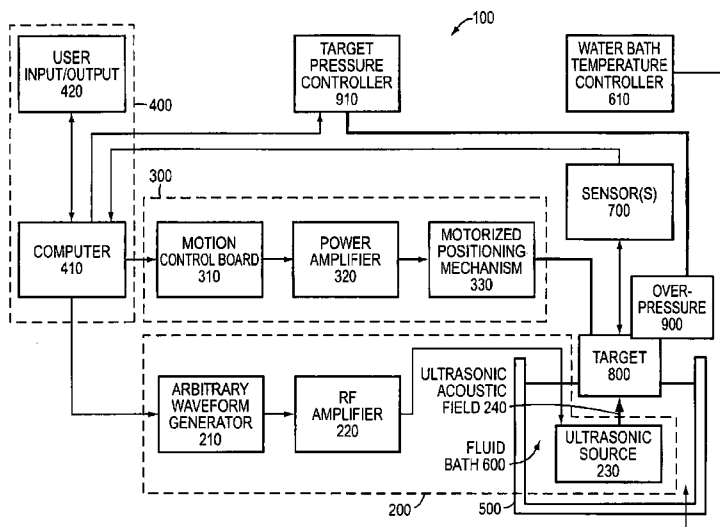 100
USER
INPUT/OUTPUT
420
400
TARGET
PRESSURE
CONTROLLER
910
WATER BATH
TEMPERATURE
CONTROLLER
610
300
SENSOR(S)
700
COMPUTER
410
MOTION
CONTROL BOARD
310
POWER
AMPLIFIER
320
MOTORIZED
POSITIONING
MECHANISM
330
OVER-
PRESSURE
900
TARGET
800
ARBITRARY
WAVEFORM
GENERATOR
210
RF
AMPLIFIER
220
ULTRASONIC
ACOUSTIC
FIELD 240
FLUID
BATH 600
ULTRASONIC
SOURCE
230
200
500